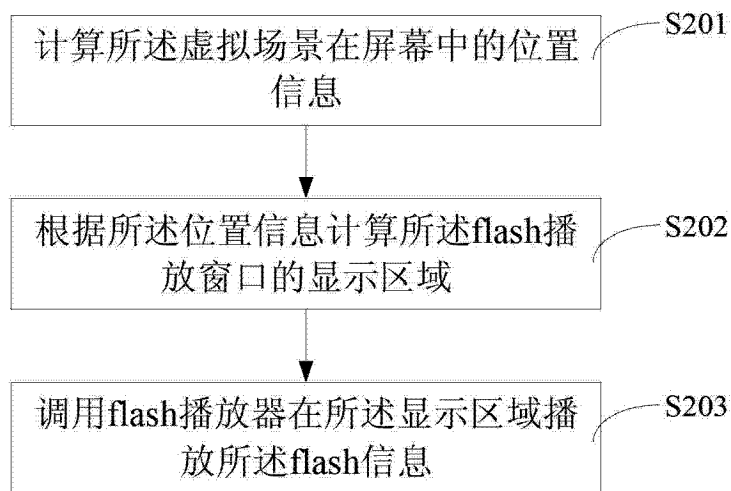 计算所述虚拟场景在屏幕中的位置
信息
S201
根据所述位置信息计算所述flash播
放窗口的显示区域
S202
调用flash播放器在所述显示区域播
放所述flash信息
S203